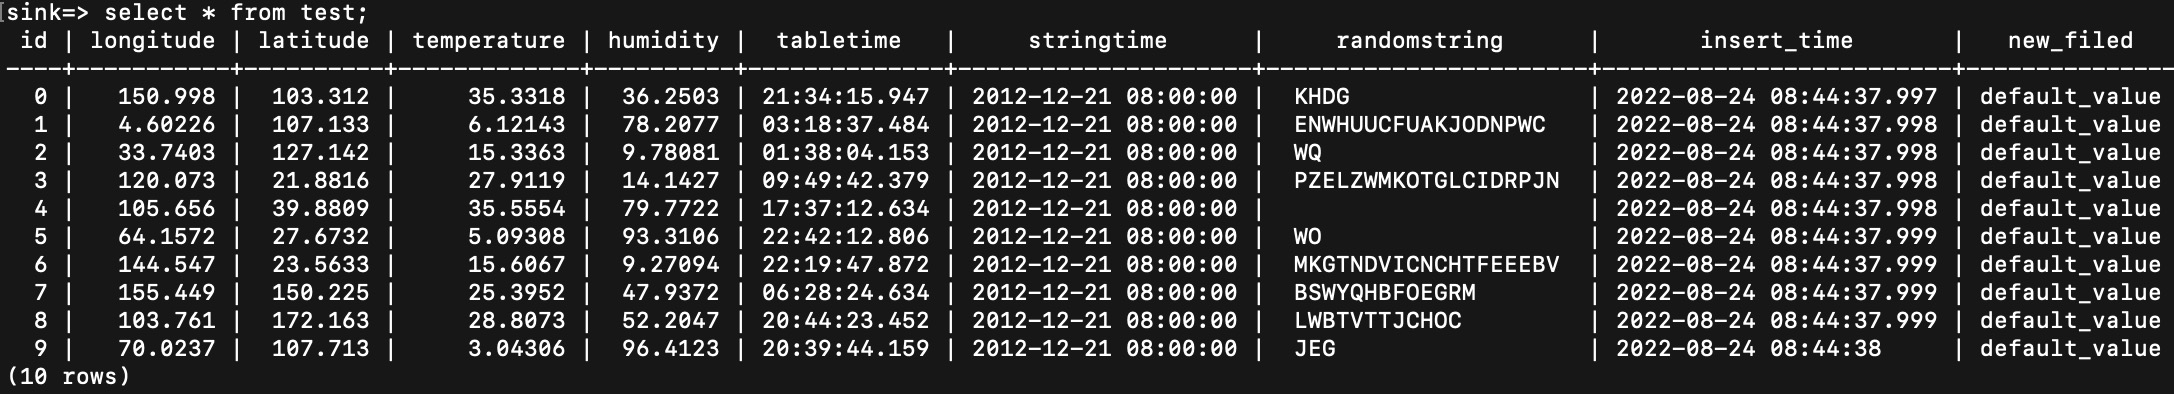 sink=> select * from test;
 id | longitude | latitude | temperature | humidity |  tabletime   |     stringtime      |     randomstring      |       insert_time       |   new_filed
----+-----------+----------+-------------+----------+--------------+---------------------+-----------------------+-------------------------+---------------
  0 |   150.998 |  103.312 |     35.3318 |  36.2503 | 21:34:15.947 | 2012-12-21 08:00:00 |  KHDG                 | 2022-08-24 08:44:37.997 | default_value
  1 |   4.60226 |  107.133 |     6.12143 |  78.2077 | 03:18:37.484 | 2012-12-21 08:00:00 |  ENWHUUCFUAKJODNPWC   | 2022-08-24 08:44:37.998 | default_value
  2 |   33.7403 |  127.142 |     15.3363 |  9.78081 | 01:38:04.153 | 2012-12-21 08:00:00 |  WQ                   | 2022-08-24 08:44:37.998 | default_value
  3 |   120.073 |  21.8816 |     27.9119 |  14.1427 | 09:49:42.379 | 2012-12-21 08:00:00 |  PZELZWMKOTGLCIDRPJN  | 2022-08-24 08:44:37.998 | default_value
  4 |   105.656 |  39.8809 |     35.5554 |  79.7722 | 17:37:12.634 | 2012-12-21 08:00:00 |                       | 2022-08-24 08:44:37.998 | default_value
  5 |   64.1572 |  27.6732 |     5.09308 |  93.3106 | 22:42:12.806 | 2012-12-21 08:00:00 |  WO                   | 2022-08-24 08:44:37.999 | default_value
  6 |   144.547 |  23.5633 |     15.6067 |  9.27094 | 22:19:47.872 | 2012-12-21 08:00:00 |  MKGTNDVICNCHTFEEEBV  | 2022-08-24 08:44:37.999 | default_value
  7 |   155.449 |  150.225 |     25.3952 |  47.9372 | 06:28:24.634 | 2012-12-21 08:00:00 |  BSWYQHBFOEGRM        | 2022-08-24 08:44:37.999 | default_value
  8 |   103.761 |  172.163 |     28.8073 |  52.2047 | 20:44:23.452 | 2012-12-21 08:00:00 |  LWBTVTTJCHOC         | 2022-08-24 08:44:37.999 | default_value
  9 |   70.0237 |  107.713 |     3.04306 |  96.4123 | 20:39:44.159 | 2012-12-21 08:00:00 |  JEG                  | 2022-08-24 08:44:38     | default_value
(10 rows)